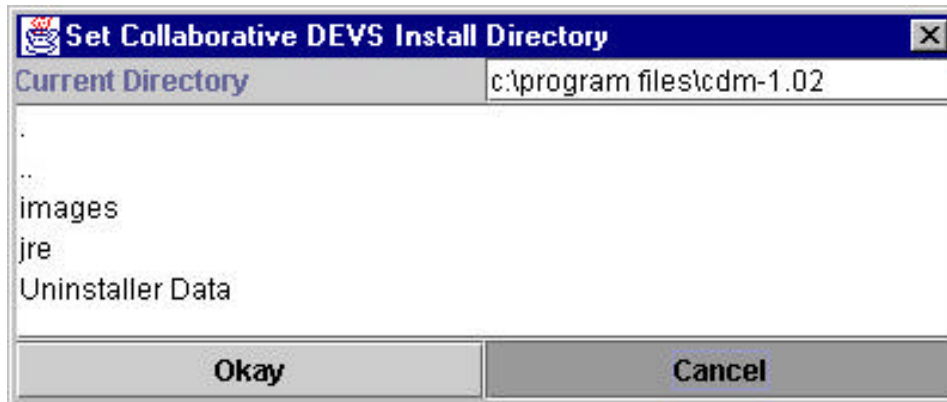 Set Collaborative DEVS Install Directory
Current Directory c:\program files\cdm-1.02
.
..
images
jre
Uninstaller Data
Okay Cancel